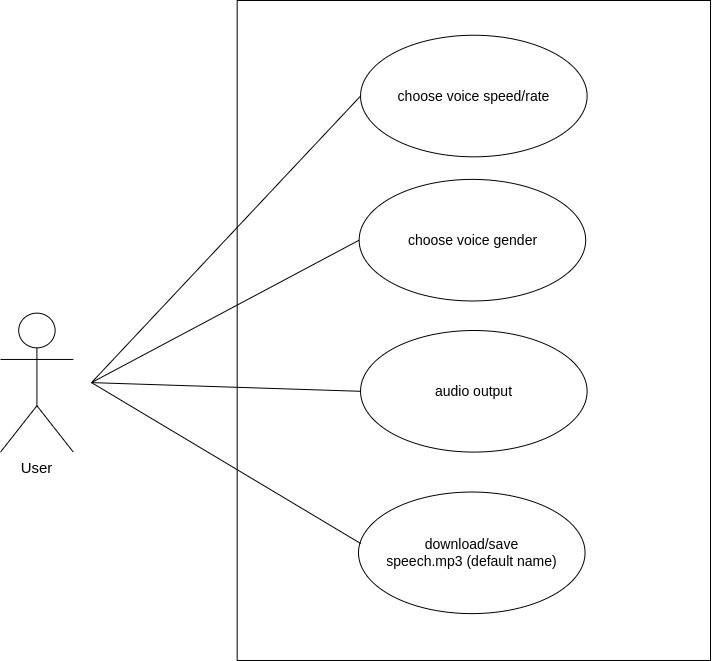 choose voice speed/rate
choose voice gender
audio output
User
download/save
speech.mp3 (default name)